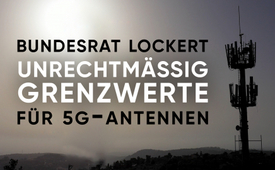 BUNDESRAT LOCKERT
UNRECHTMÄSSIG
GRENZWERTE
FÜR 5G-ANTENNEN